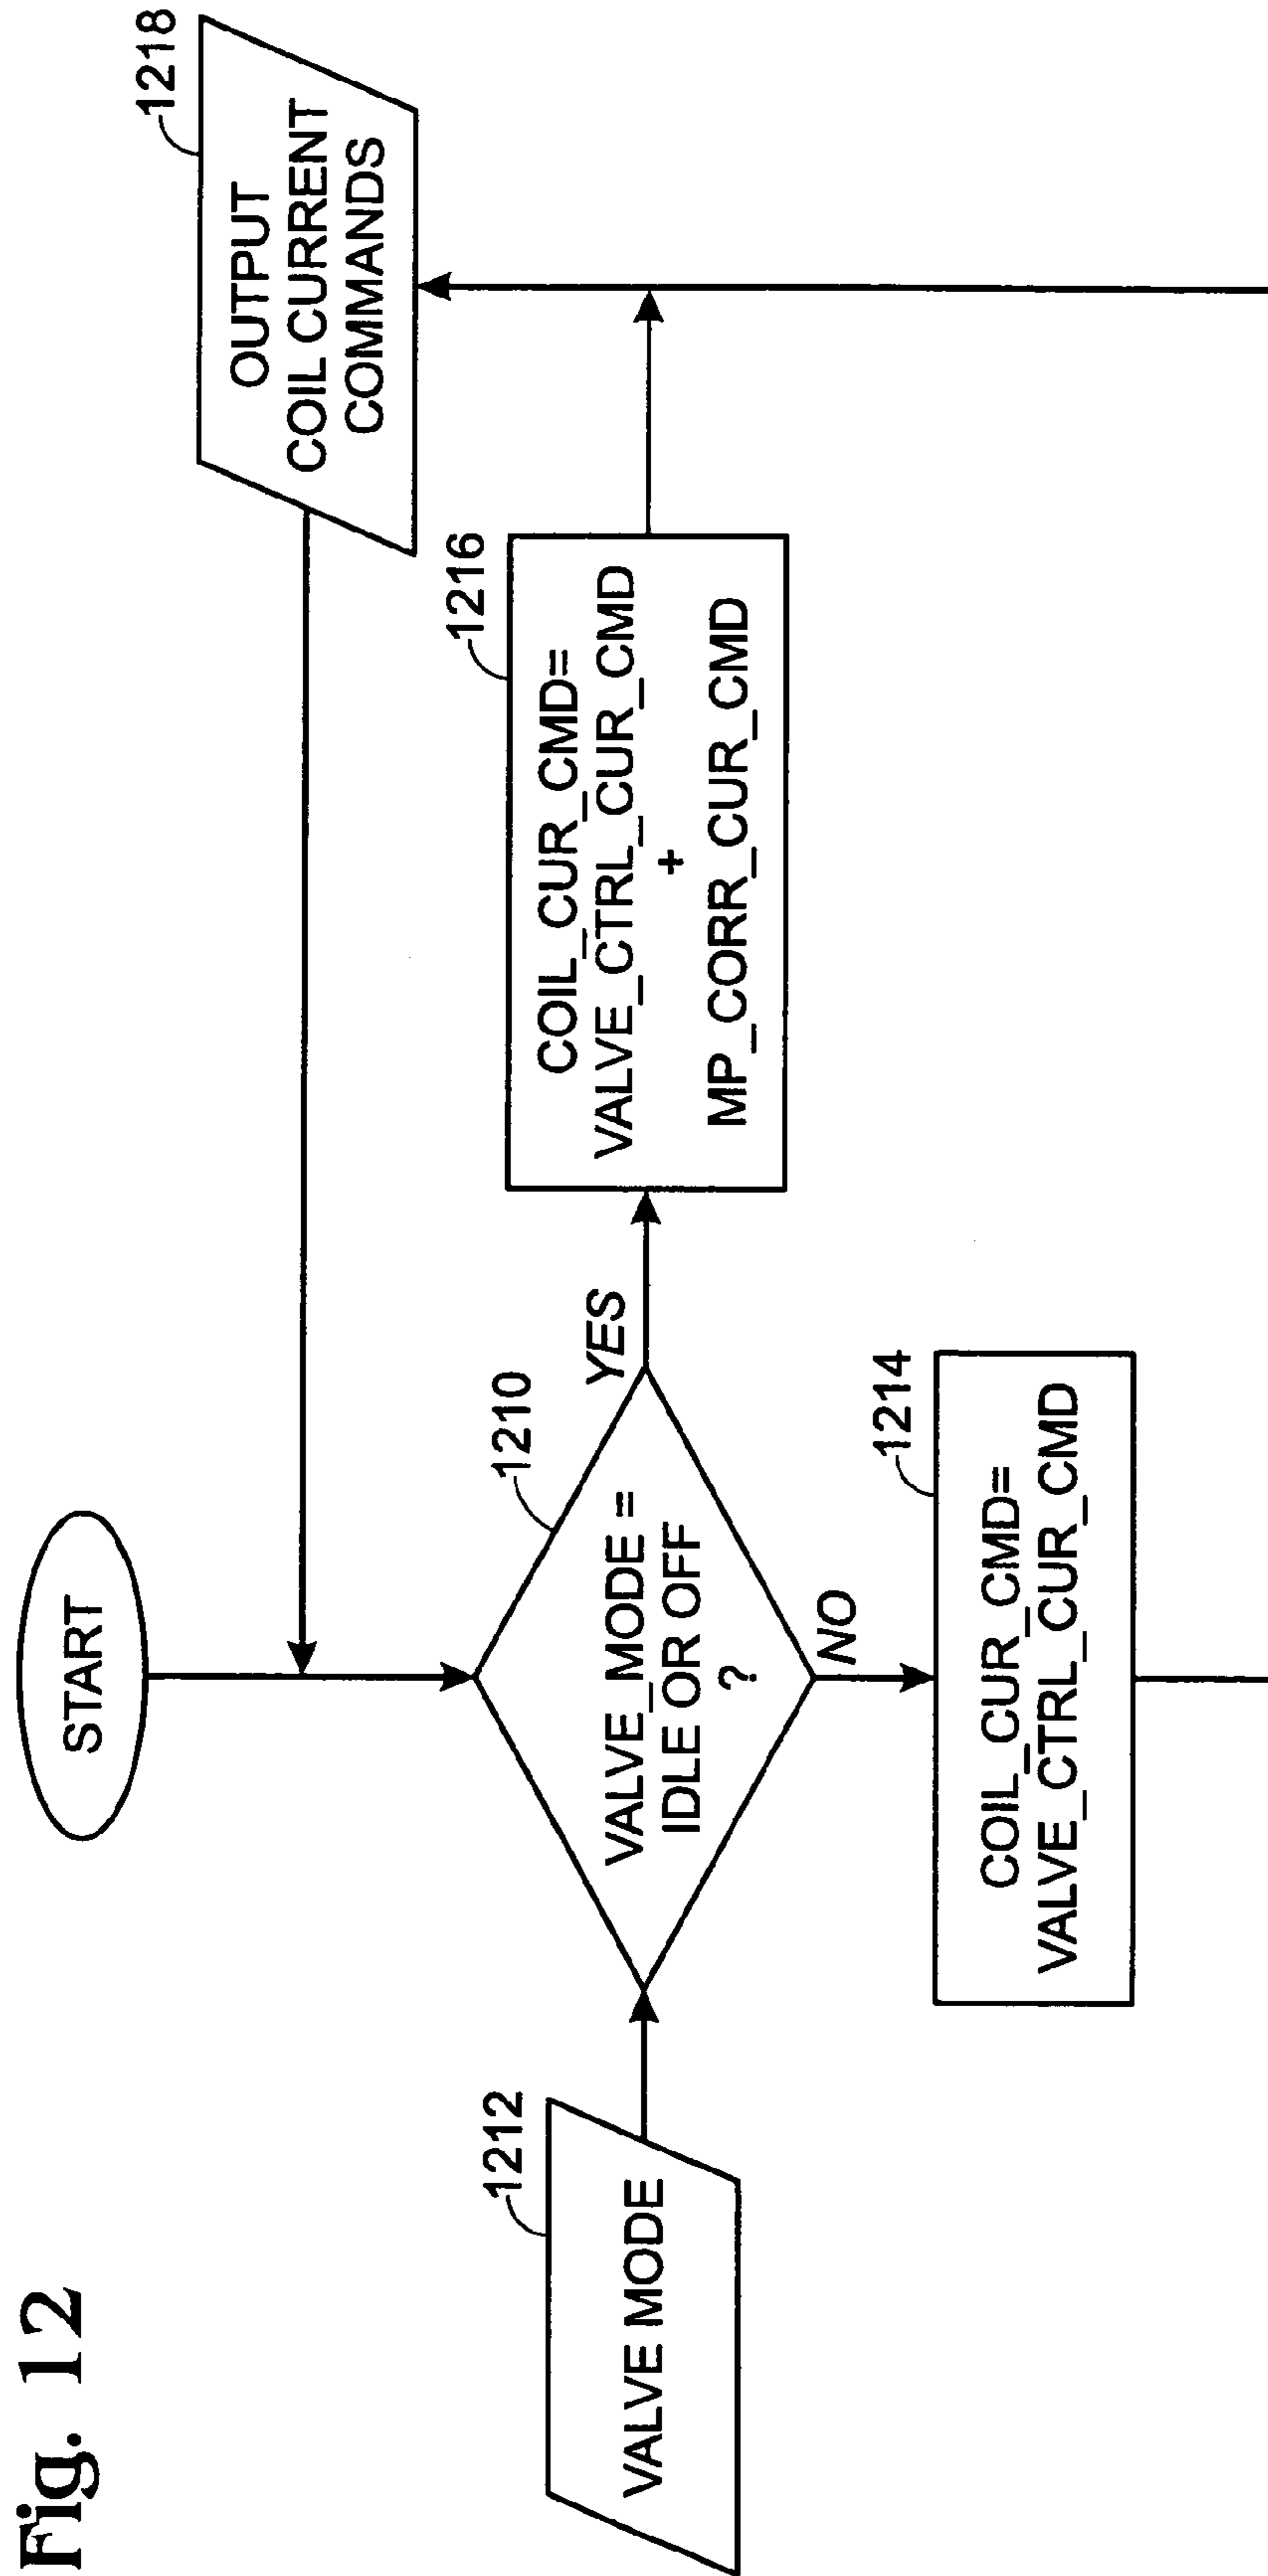 Fig. 12
START
1218
OUTPUT
COIL CURRENT
COMMANDS
1212
VALVE MODE
1210
VALVE_MODE =
IDLE OR OFF
?
YES
1216
COIL_CUR_CMD=
VALVE_CTRL_CUR_CMD
+
MP_CORR_CUR_CMD
NO
1214
COIL_CUR_CMD=
VALVE_CTRL_CUR_CMD